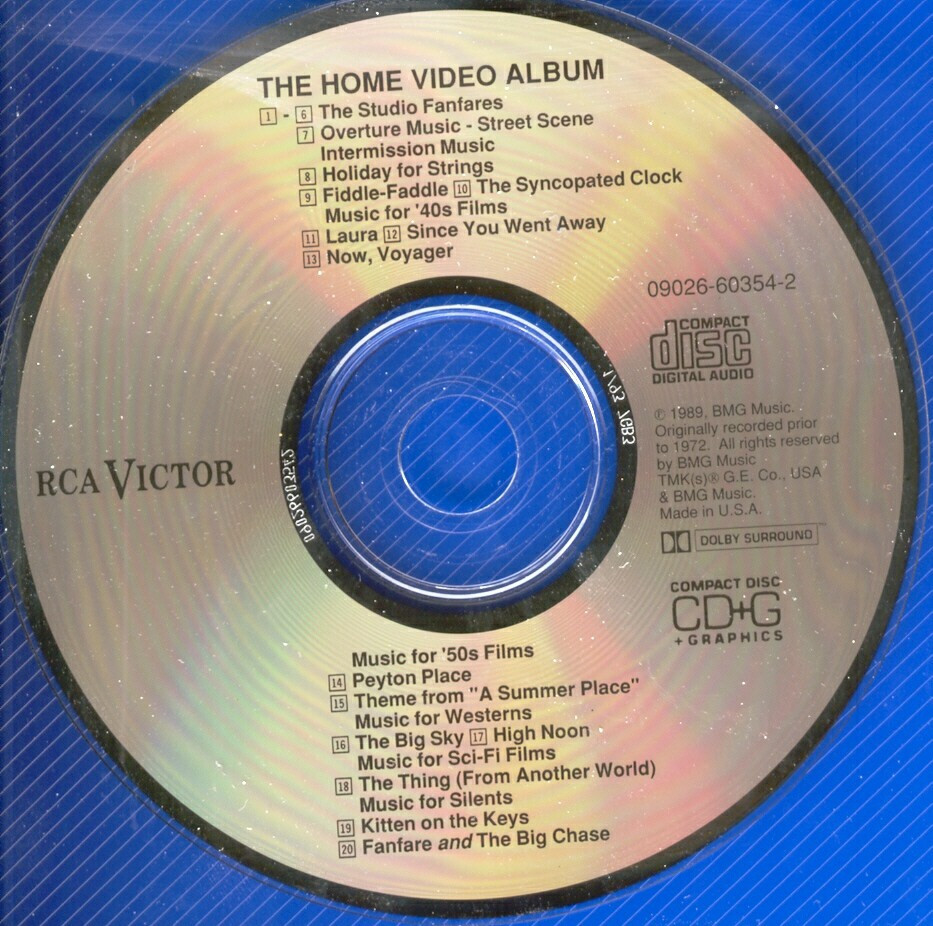 THE HOME VIDEO ALBUM
1 - 6 The Studio Fanfares
7 Overture Music - Street Scene
Intermission Music
8 Holiday for Strings
9 Fiddle-Faddle 10 The Syncopated Clock
Music for '40s Films
11 Laura 12 Since You Went Away
13 Now, Voyager
09026-60354-2
COMPACT
disc
DIGITAL AUDIO
℗ 1989, BMG Music.
Originally recorded prior
to 1972. All rights reserved
by BMG Music
TMK(s)® G.E. Co., USA
& BMG Music.
Made in U.S.A.
DOLBY SURROUND
COMPACT DISC
CD+G
+GRAPHICS
RCA VICTOR
Music for '50s Films
14 Peyton Place
15 Theme from "A Summer Place"
Music for Westerns
16 The Big Sky 17 High Noon
Music for Sci-Fi Films
18 The Thing (From Another World)
Music for Silents
19 Kitten on the Keys
20 Fanfare and The Big Chase